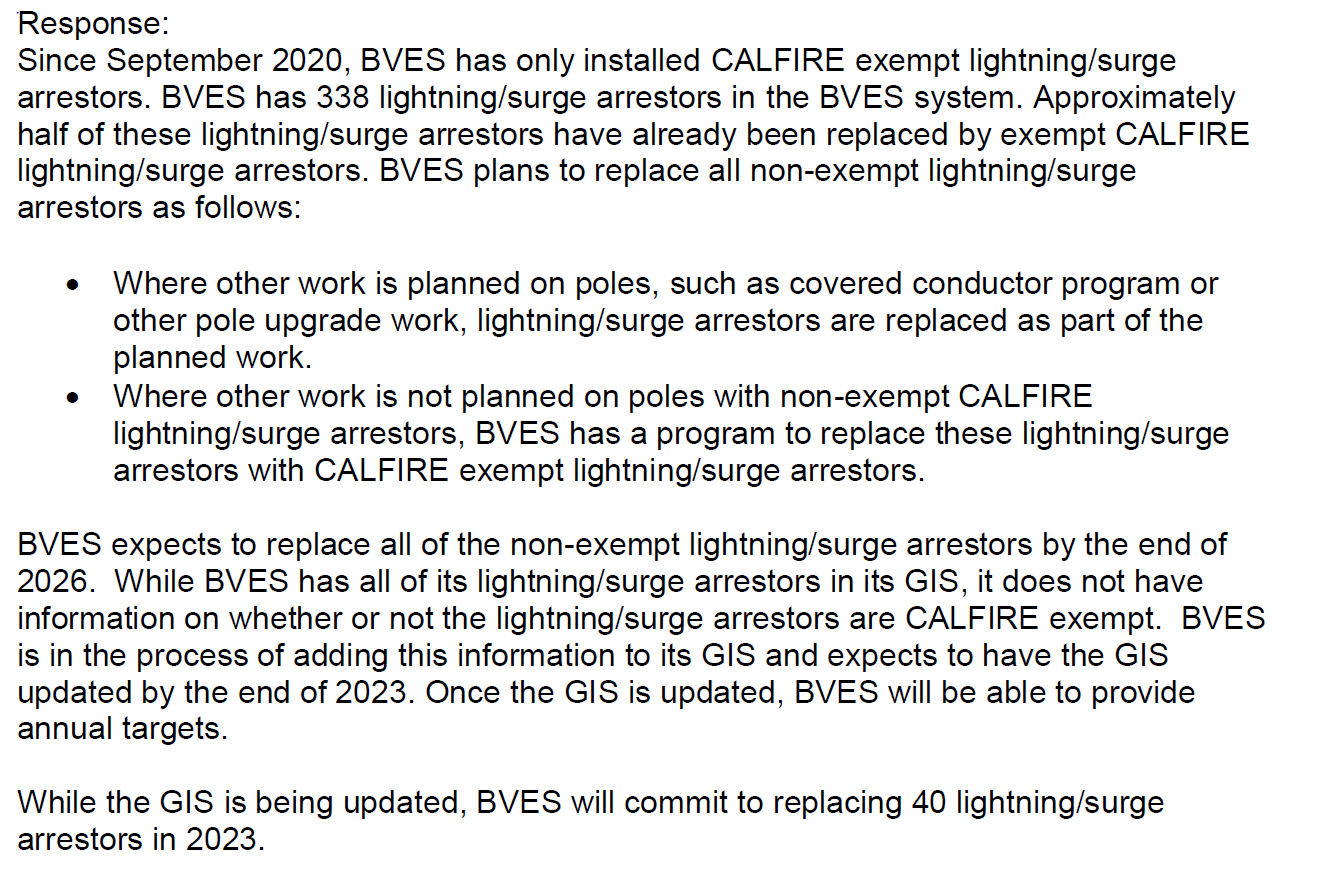 Response:
Since September 2020, BVES has only installed CALFIRE exempt lightning/surge
arrestors. BVES has 338 lightning/surge arrestors in the BVES system. Approximately
half of these lightning/surge arrestors have already been replaced by exempt CALFIRE
lightning/surge arrestors. BVES plans to replace all non-exempt lightning/surge
arrestors as follows:
• Where other work is planned on poles, such as covered conductor program or
other pole upgrade work, lightning/surge arrestors are replaced as part of the
planned work.
• Where other work is not planned on poles with non-exempt CALFIRE
lightning/surge arrestors, BVES has a program to replace these lightning/surge
arrestors with CALFIRE exempt lightning/surge arrestors.
BVES expects to replace all of the non-exempt lightning/surge arrestors by the end of
2026.  While BVES has all of its lightning/surge arrestors in its GIS, it does not have
information on whether or not the lightning/surge arrestors are CALFIRE exempt.  BVES
is in the process of adding this information to its GIS and expects to have the GIS
updated by the end of 2023. Once the GIS is updated, BVES will be able to provide
annual targets.
While the GIS is being updated, BVES will commit to replacing 40 lightning/surge
arrestors in 2023.